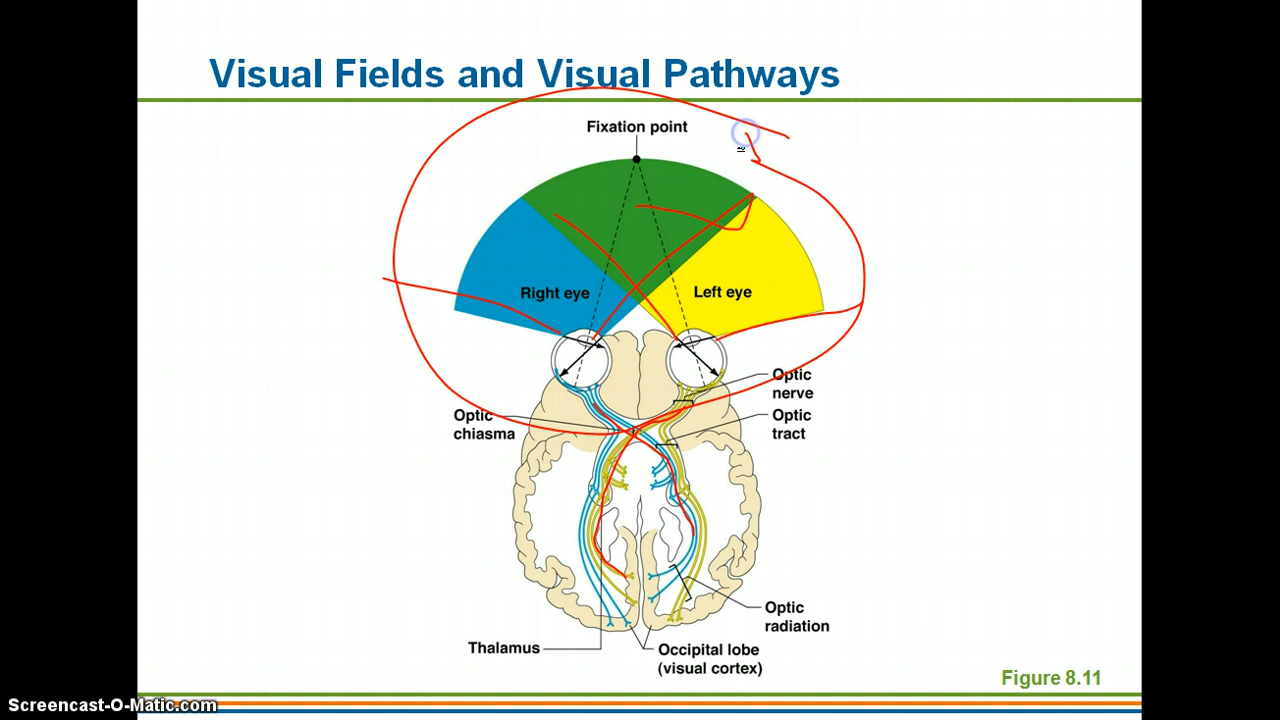 Visual Fields and Visual Pathways
Fixation point
Right eye
Left eye
Optic
nerve
Optic
chiasma
Optic
tract
Optic
radiation
Thalamus
Occipital lobe
(visual cortex)
Figure 8.11
Screencast-O-Matic.com